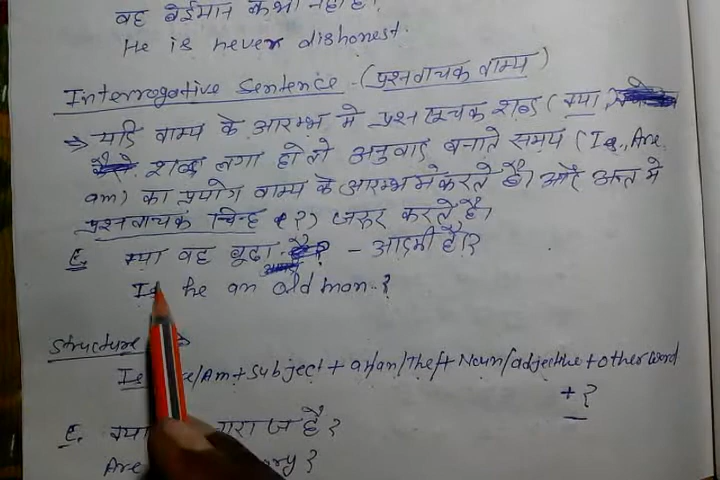 वह बेईमान कभी नहीं है।
He is never dishonest.
Interrogative Sentence - (प्रश्नवाचक वाक्य)
⇒ यदि वाक्य के आरम्भ मे प्रश्न सूचक शब्द (क्या,
शब्द लगा हो तो अनुवाद बनाते समय (Is, Are,
am) का प्रयोग वाक्य के आरम्भ मे करते है। और अन्त मे
प्रश्नवाचक चिन्ह (?) जरुर करते है।
E. क्या वह बूढा - आदमी है।?
Is he an old man.?
Structure
Is /Am + Subject + a/an/The + Noun/adjective + other word
+ ?
E. क्या है?
Are ?